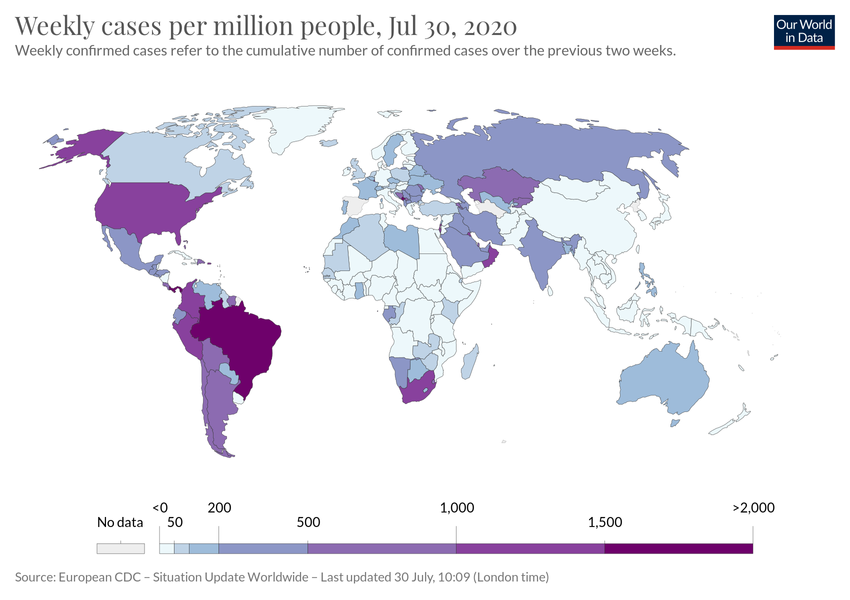 Weekly cases per million people, Jul 30, 2020
Weekly confirmed cases refer to the cumulative number of confirmed cases over the previous two weeks.
Our World
in Data
<0 200 1,000 >2,000
No data 50 500 1,500
Source: European CDC – Situation Update Worldwide – Last updated 30 July, 10:09 (London time)